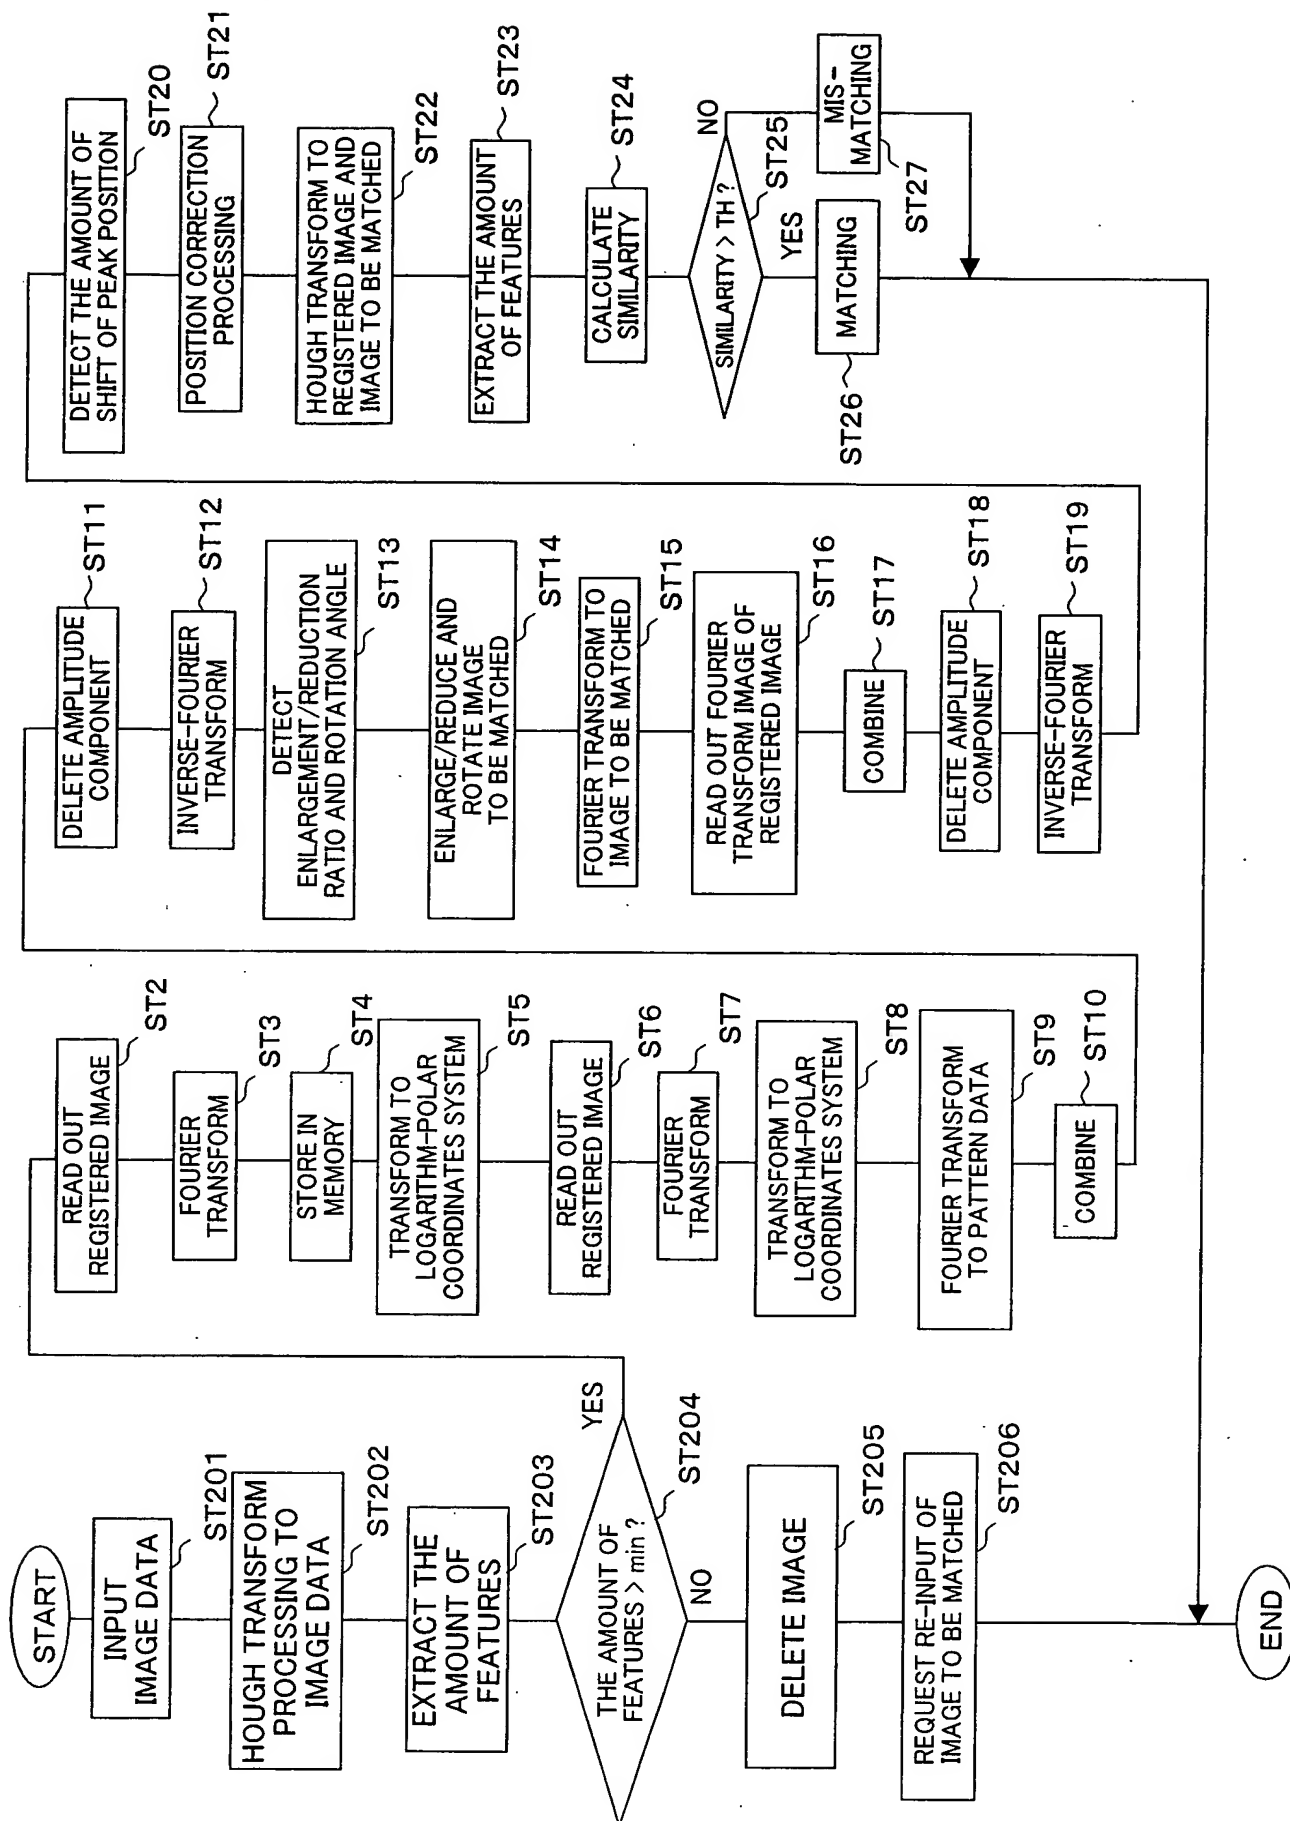 START
INPUT
IMAGE DATA
ST201
HOUGH TRANSFORM
PROCESSING TO
IMAGE DATA
ST202
EXTRACT THE
AMOUNT OF
FEATURES
ST203
THE AMOUNT OF
FEATURES > min ?
ST204
YES
NO
DELETE IMAGE
ST205
REQUEST RE-INPUT OF
IMAGE TO BE MATCHED
ST206
END
READ OUT
REGISTERED IMAGE
ST2
FOURIER
TRANSFORM
ST3
STORE IN
MEMORY
ST4
TRANSFORM TO
LOGARITHM-POLAR
COORDINATES SYSTEM
ST5
READ OUT
REGISTERED IMAGE
ST6
FOURIER
TRANSFORM
ST7
TRANSFORM TO
LOGARITHM-POLAR
COORDINATES SYSTEM
ST8
FOURIER TRANSFORM
TO PATTERN DATA
ST9
COMBINE
ST10
DELETE AMPLITUDE
COMPONENT
ST11
INVERSE-FOURIER
TRANSFORM
ST12
DETECT
ENLARGEMENT/REDUCTION
RATIO AND ROTATION ANGLE
ST13
ENLARGE/REDUCE AND
ROTATE IMAGE
TO BE MATCHED
ST14
FOURIER TRANSFORM TO
IMAGE TO BE MATCHED
ST15
READ OUT FOURIER
TRANSFORM IMAGE OF
REGISTERED IMAGE
ST16
COMBINE
ST17
DELETE AMPLITUDE
COMPONENT
ST18
INVERSE-FOURIER
TRANSFORM
ST19
DETECT THE AMOUNT OF
SHIFT OF PEAK POSITION
ST20
POSITION CORRECTION
PROCESSING
ST21
HOUGH TRANSFORM TO
REGISTERED IMAGE AND
IMAGE TO BE MATCHED
ST22
EXTRACT THE AMOUNT
OF FEATURES
ST23
CALCULATE
SIMILARITY
ST24
SIMILARITY > TH ?
ST25
NO
YES
MATCHING
ST26
MIS-
MATCHING
ST27